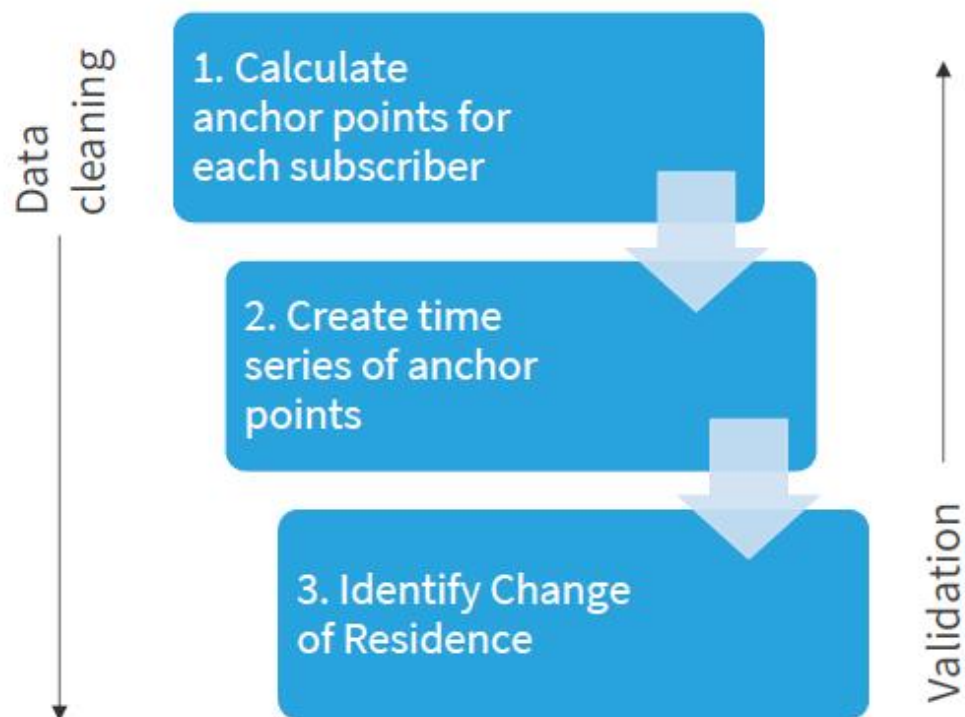 Data
cleaning
1. Calculate
anchor points for
each subscriber
2. Create time
series of anchor
points
3. Identify Change
of Residence
Validation